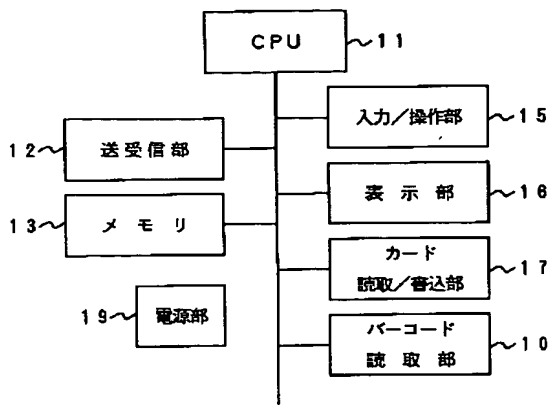 CPU 11
入力／操作部 15
12 送受信部
表示部 16
13 メモリ
カード
読取／書込部 17
19 電源部
バーコード
読取部 10